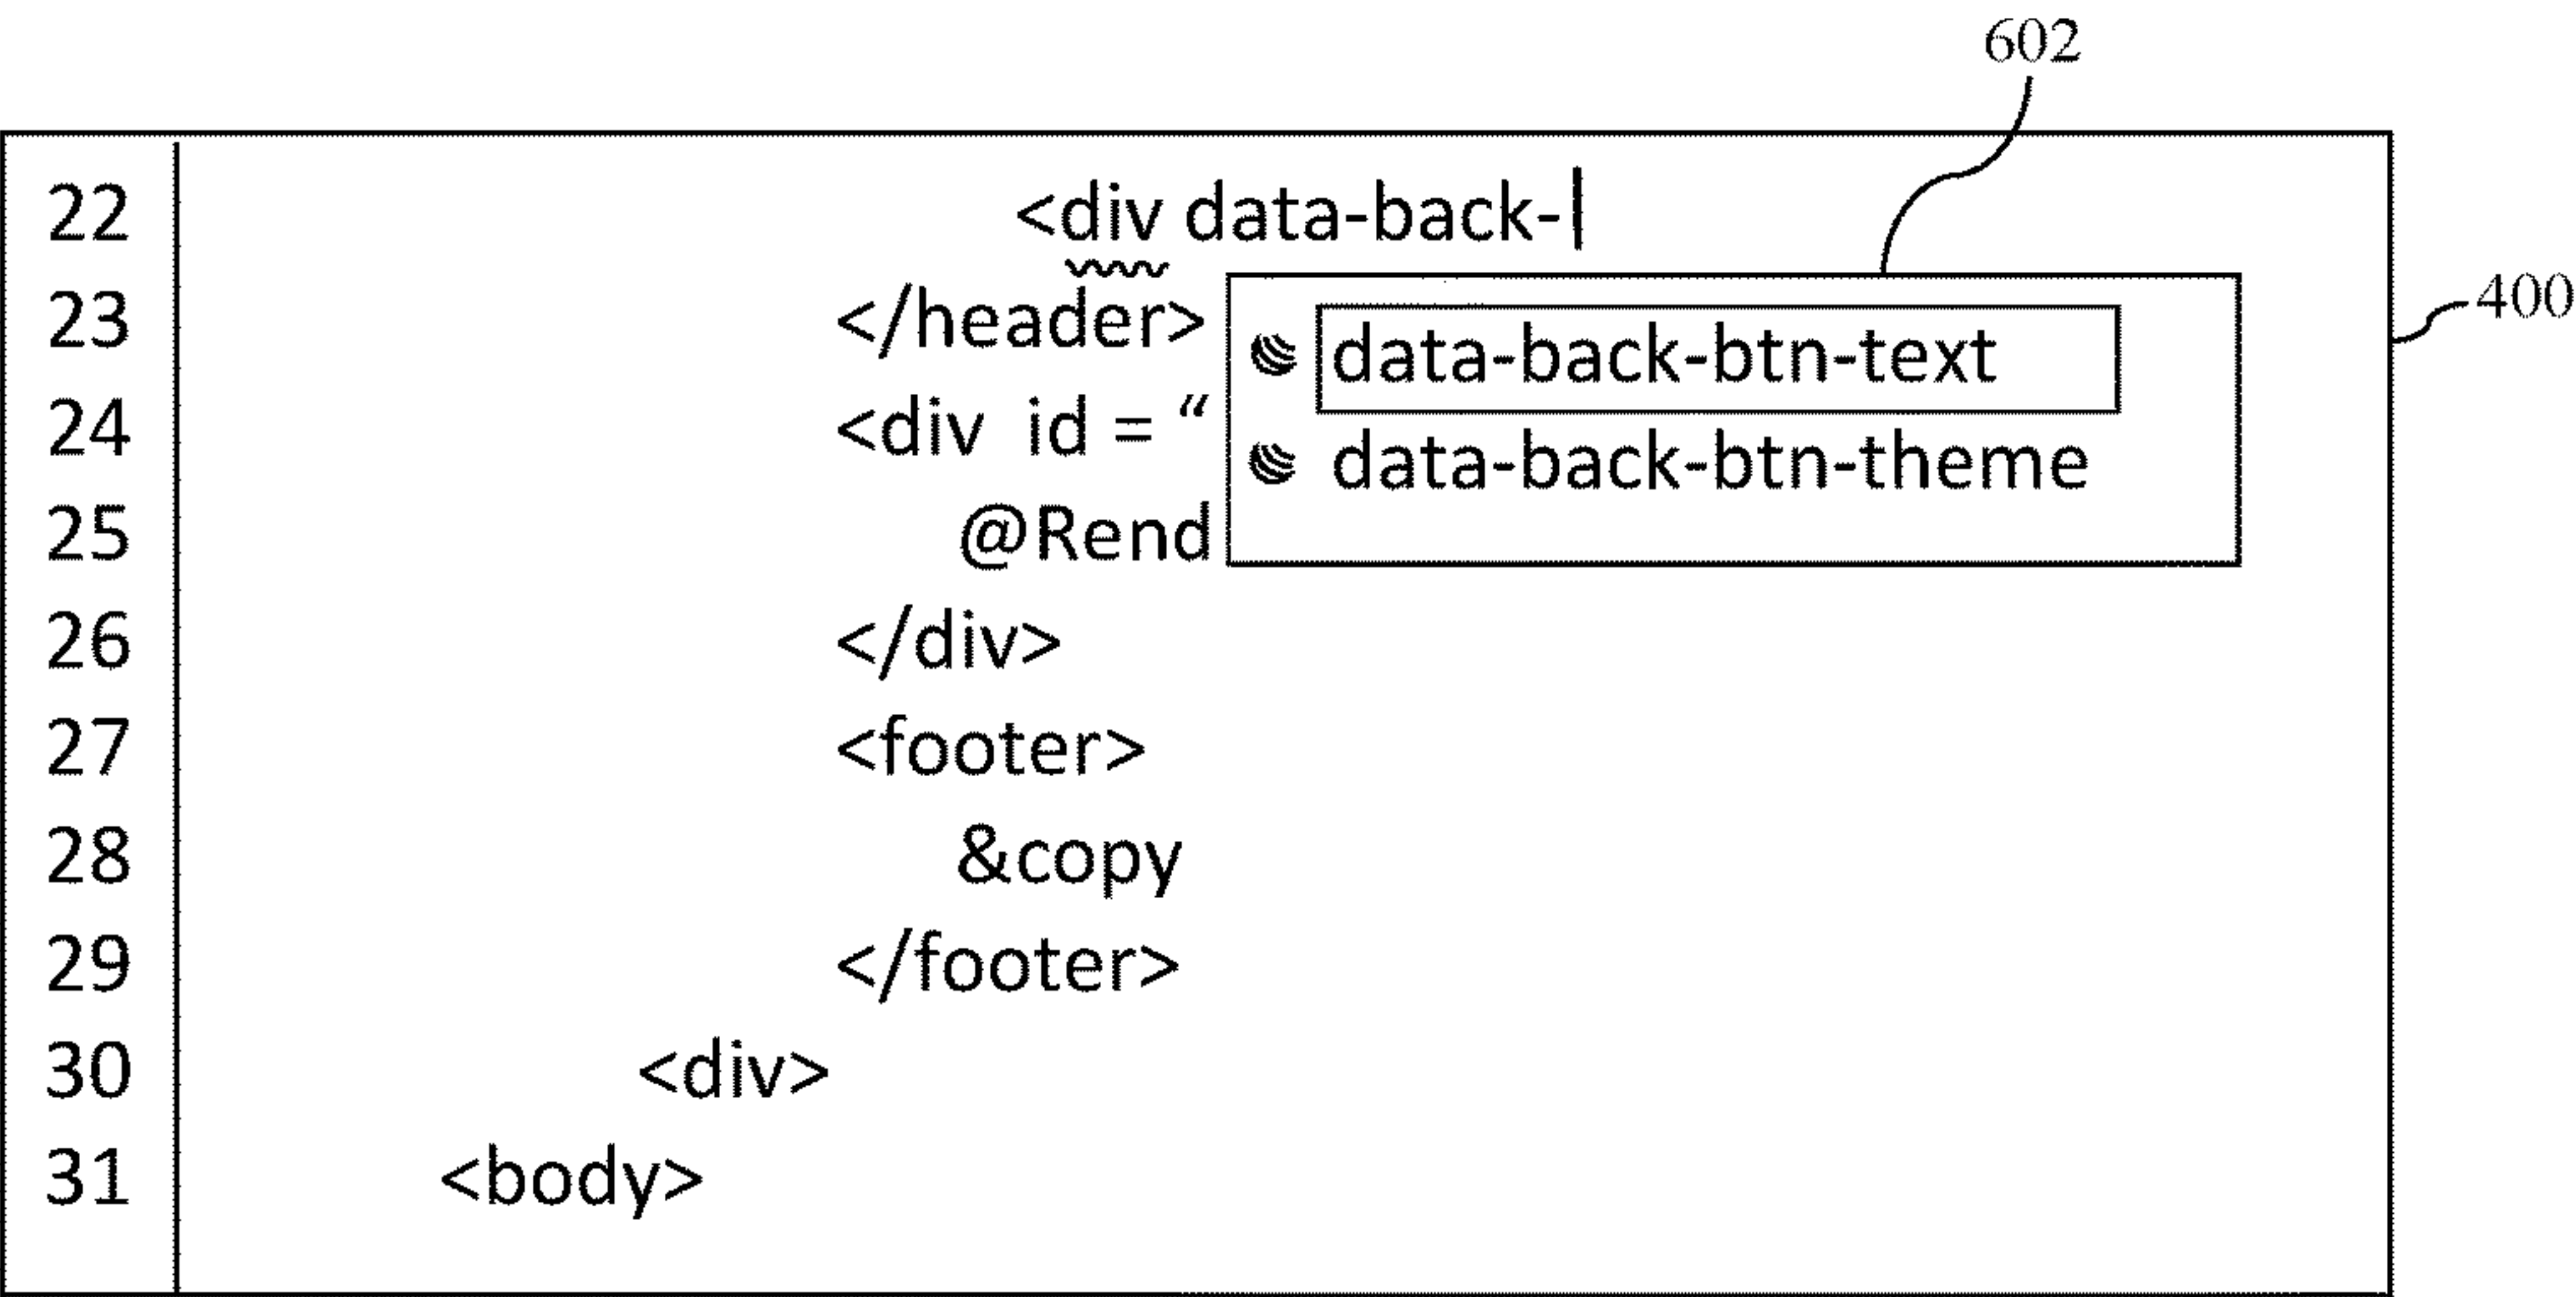 602
400
22 <div data-back-|
23 </header>
data-back-btn-text
24 <div id = “
data-back-btn-theme
25 @Rend
26 </div>
27 <footer>
28 &copy
29 </footer>
30 <div>
31 <body>